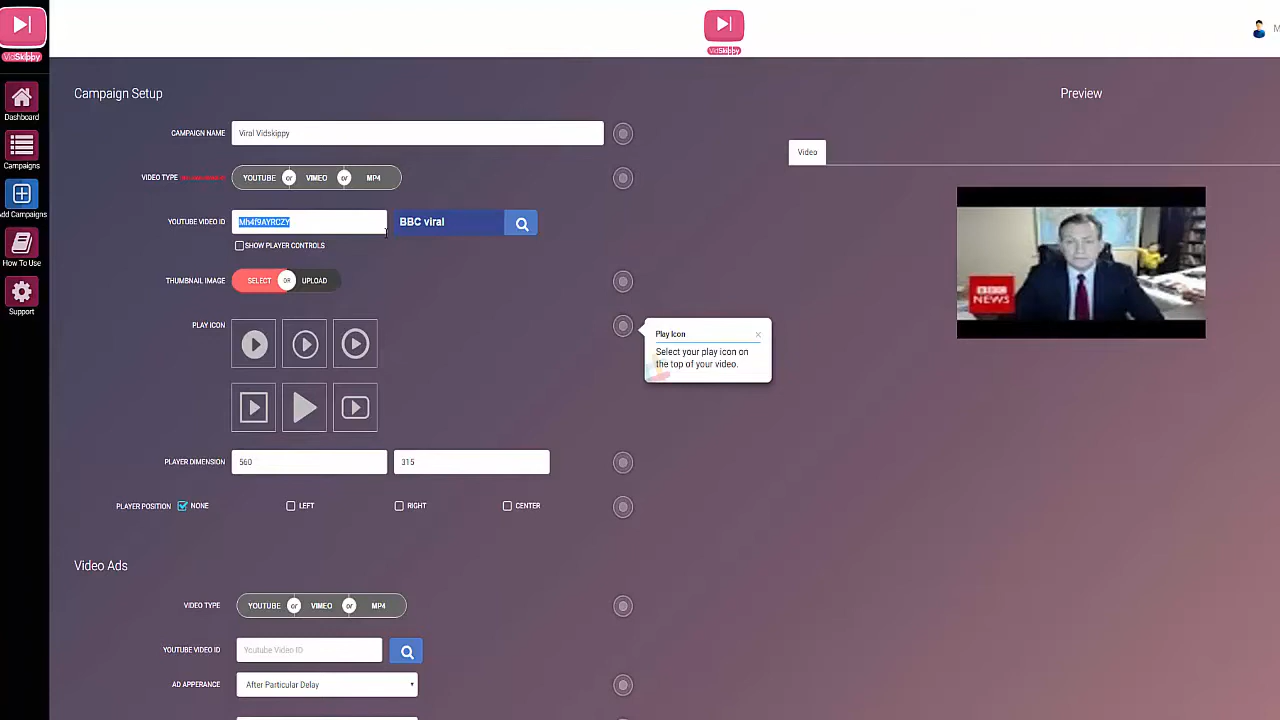 VidSkippy
VidSkippy
M
Dashboard
Campaigns
Add Campaigns
How To Use
Support
Campaign Setup
Preview
CAMPAIGN NAME
Viral Vidskippy
Video
VIDEO TYPE
YOUTUBE or VIMEO or MP4
YOUTUBE VIDEO ID
Mh4f9AYRCZY
BBC viral
SHOW PLAYER CONTROLS
THUMBNAIL IMAGE
SELECT OR UPLOAD
BBC
NEWS
PLAY ICON
Play Icon ×
Select your play icon on
the top of your video.
PLAYER DIMENSION
560
315
PLAYER POSITION
NONE
LEFT
RIGHT
CENTER
Video Ads
VIDEO TYPE
YOUTUBE or VIMEO or MP4
YOUTUBE VIDEO ID
Youtube Video ID
AD APPERANCE
After Particular Delay